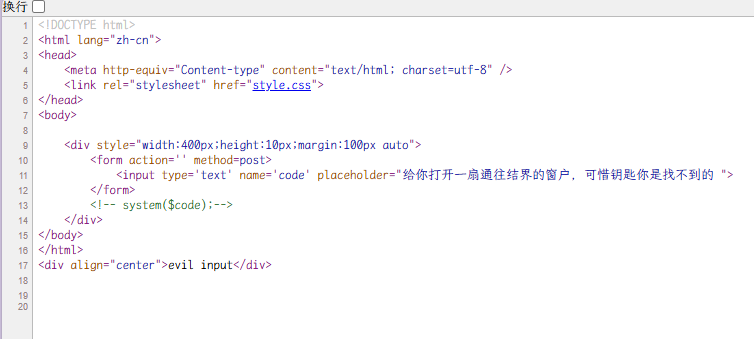 换行
1 <!DOCTYPE html>
2 <html lang="zh-cn">
3 <head>
4 <meta http-equiv="Content-type" content="text/html; charset=utf-8" />
5 <link rel="stylesheet" href="style.css">
6 </head>
7 <body>
8
9 <div style="width:400px;height:10px;margin:100px auto">
10 <form action='' method=post>
11 <input type='text' name='code' placeholder="给你打开一扇通往结界的窗户，可惜钥匙你是找不到的 ">
12 </form>
13 <!-- system($code);-->
14 </div>
15 </body>
16 </html>
17 <div align="center">evil input</div>
18
19
20